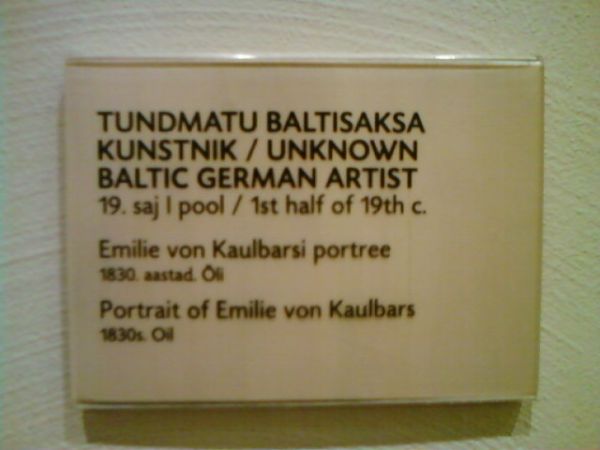 TUNDMATU BALTISAKSA
KUNSTNIK / UNKNOWN
BALTIC GERMAN ARTIST
19. saj I pool / 1st half of 19th c.
Emilie von Kaulbarsi portree
1830. aastad. Õli
Portrait of Emilie von Kaulbars
1830s. Oil